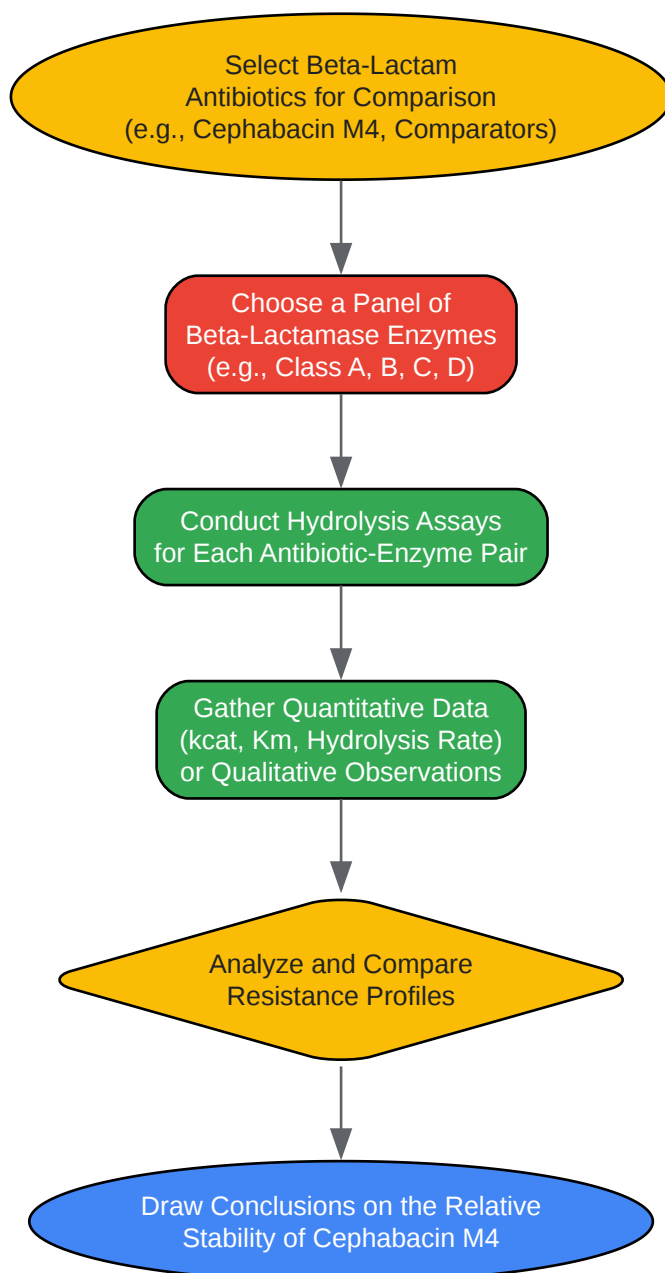 Select Beta-Lactam
Antibiotics for Comparison
(e.g., Cephabacin M4, Comparators)
Choose a Panel of
Beta-Lactamase Enzymes
(e.g., Class A, B, C, D)
Conduct Hydrolysis Assays
for Each Antibiotic-Enzyme Pair
Gather Quantitative Data
(kcat, Km, Hydrolysis Rate)
or Qualitative Observations
Analyze and Compare
Resistance Profiles
Draw Conclusions on the Relative
Stability of Cephabacin M4